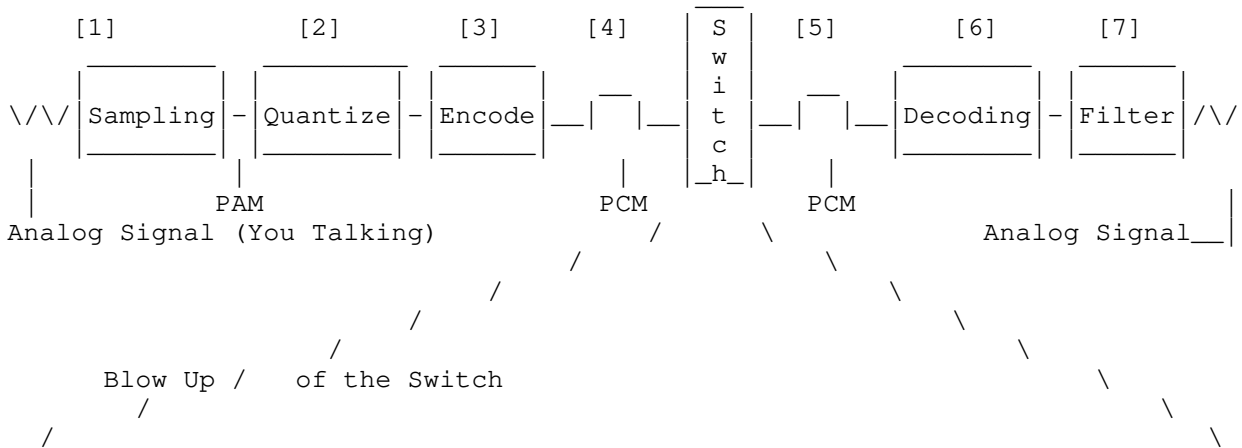 [1] [2] [3] [4] S [5] [6] [7]
w
i
Sampling Quantize Encode t Decoding Filter
c
h
PAM PCM PCM
Analog Signal (You Talking) Analog Signal
Blow Up / of the Switch